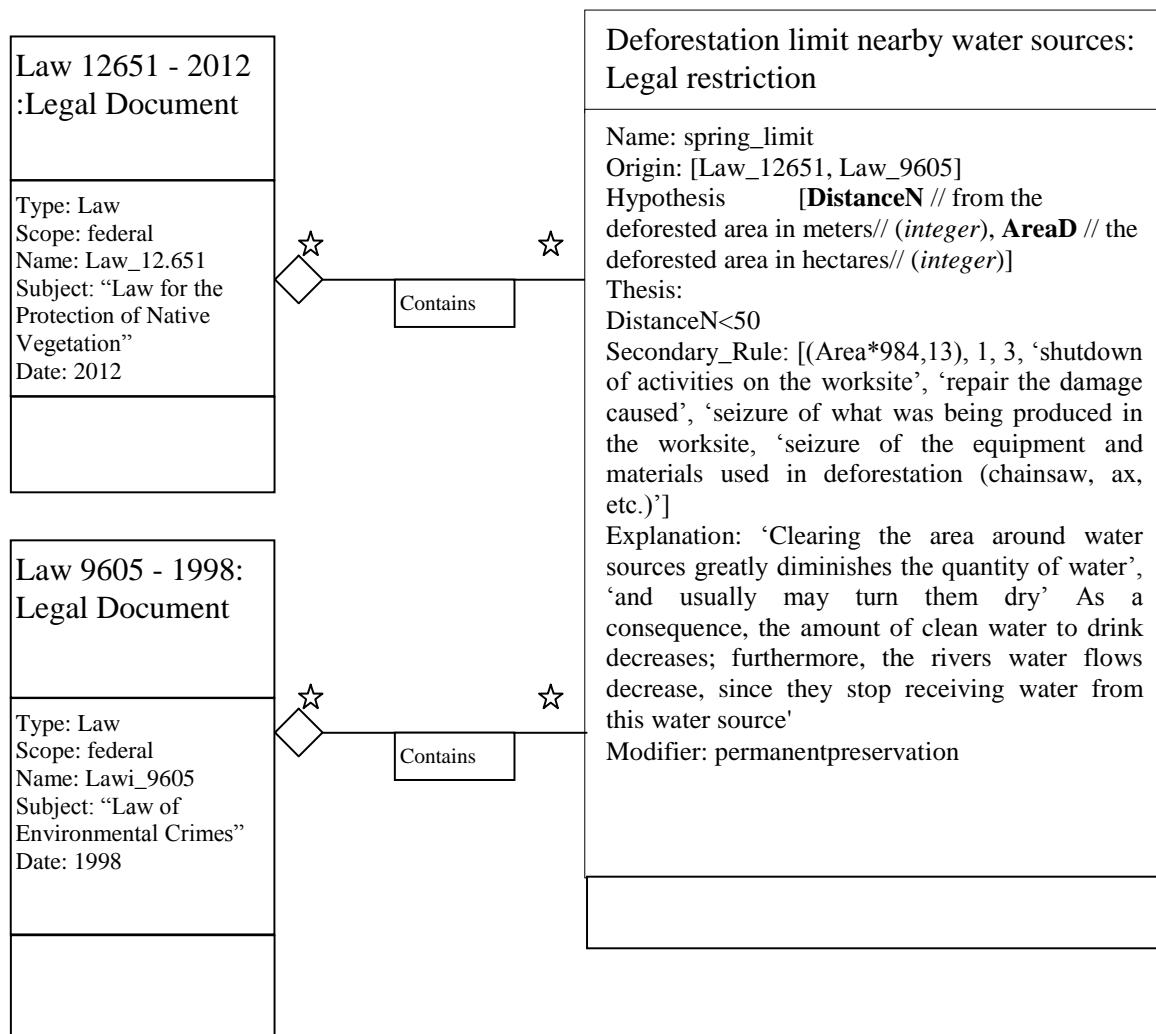 Law 12651 - 2012
:Legal Document
Type: Law
Scope: federal
Name: Law_12.651
Subject: “Law for the
Protection of Native
Vegetation”
Date: 2012
Contains
Law 9605 - 1998:
Legal Document
Type: Law
Scope: federal
Name: Lawi_9605
Subject: “Law of
Environmental Crimes”
Date: 1998
Contains
Deforestation limit nearby water sources:
Legal restriction
Name: spring_limit
Origin: [Law_12651, Law_9605]
Hypothesis [DistanceN // from the
deforested area in meters// (integer), AreaD // the
deforested area in hectares// (integer)]
Thesis:
DistanceN<50
Secondary_Rule: [(Area*984,13), 1, 3, ‘shutdown
of activities on the worksite’, ‘repair the damage
caused’, ‘seizure of what was being produced in
the worksite, ‘seizure of the equipment and
materials used in deforestation (chainsaw, ax,
etc.)’]
Explanation: ‘Clearing the area around water
sources greatly diminishes the quantity of water’,
‘and usually may turn them dry’ As a
consequence, the amount of clean water to drink
decreases; furthermore, the rivers water flows
decrease, since they stop receiving water from
this water source'
Modifier: permanentpreservation